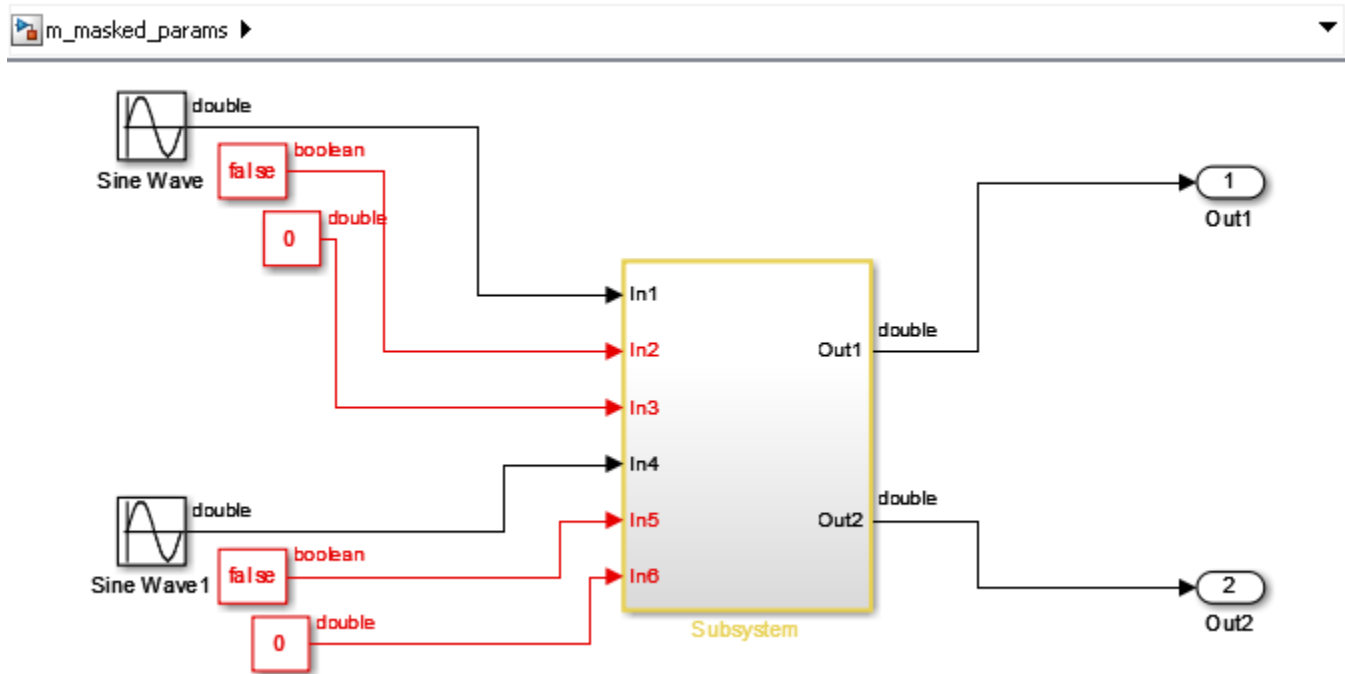 m_masked_params
double
Sine Wave
boolean
false
double
0
In1
In2
In3
In4
In5
In6
Out1
Out2
Subsystem
double
double
1
Out1
2
Out2
double
Sine Wave1
boolean
false
double
0